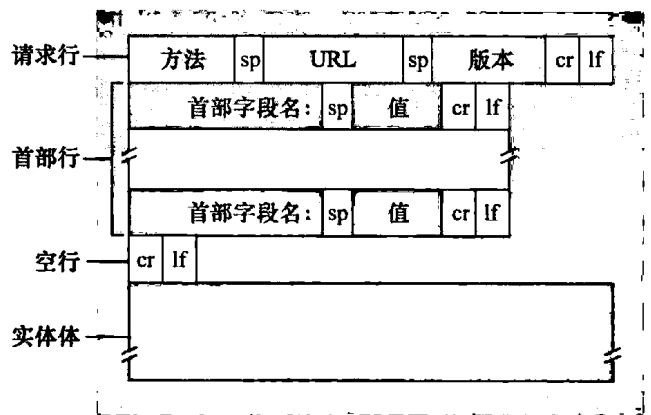 请求行 方法 sp URL sp 版本 cr lf
首部字段名: sp 值 cr lf
首部行
首部字段名: sp 值 cr lf
空行 cr lf
实体体